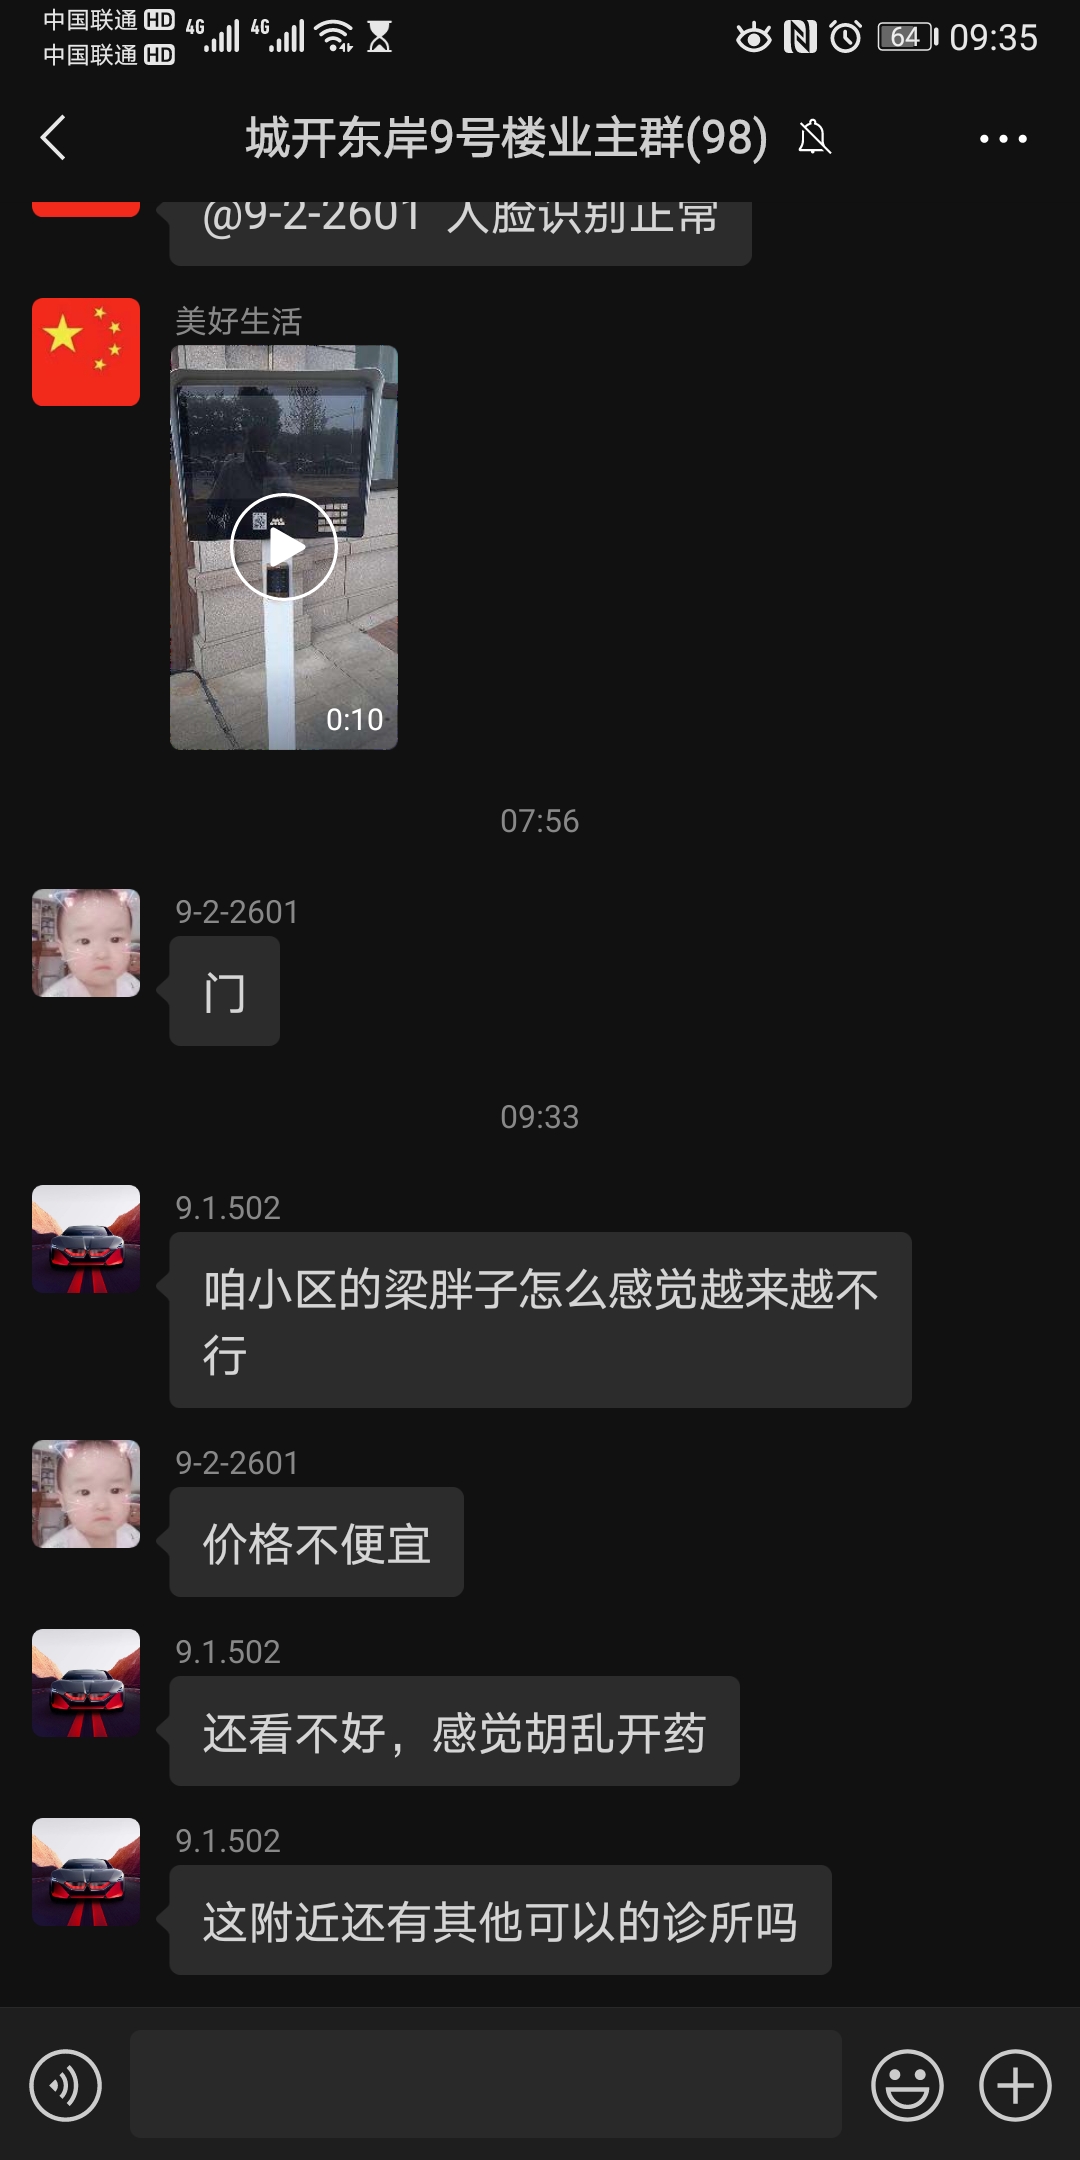 中国联通 HD 4G 4G 64 09:35
中国联通 HD
城开东岸9号楼业主群(98)
@9-2-2601 人脸识别正常
美好生活
0:10
07:56
9-2-2601
门
09:33
9.1.502
咱小区的梁胖子怎么感觉越来越不
行
9-2-2601
价格不便宜
9.1.502
还看不好，感觉胡乱开药
9.1.502
这附近还有其他可以的诊所吗